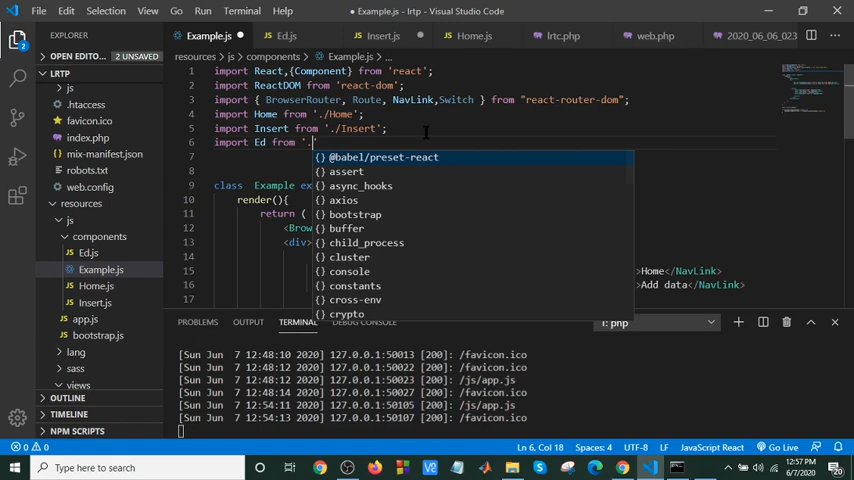 File Edit Selection View Go Run Terminal Help
● Example.js - lrtp - Visual Studio Code
EXPLORER
OPEN EDITO... 2 UNSAVED
LRTP
js
.htaccess
favicon.ico
index.php
mix-manifest.json
robots.txt
web.config
resources
js
components
Ed.js
Example.js
Home.js
Insert.js
app.js
bootstrap.js
lang
sass
views
OUTLINE
TIMELINE
NPM SCRIPTS
Example.js ● Ed.js Insert.js ● Home.js lrtc.php web.php 2020_06_06_023
resources > js > components > Example.js > ...
1 import React,{Component} from 'react';
2 import ReactDOM from 'react-dom';
3 import { BrowserRouter, Route, NavLink,Switch } from "react-router-dom";
4 import Home from './Home';
5 import Insert from './Insert';
6 import Ed from '.'
7
8
9 class Example ex
10 render(){
11 return (
12 <Brow
13 <div>
14
15 >Home</NavLink>
16 >Add data</NavLink>
17
{} @babel/preset-react
{} assert
{} async_hooks
{} axios
{} bootstrap
{} buffer
{} child_process
{} cluster
{} console
{} constants
{} cross-env
{} crypto
PROBLEMS OUTPUT TERMINAL DEBUG CONSOLE 1: php
[Sun Jun 7 12:48:10 2020] 127.0.0.1:50013 [200]: /favicon.ico
[Sun Jun 7 12:48:13 2020] 127.0.0.1:50022 [200]: /favicon.ico
[Sun Jun 7 12:48:13 2020] 127.0.0.1:50023 [200]: /js/app.js
[Sun Jun 7 12:48:14 2020] 127.0.0.1:50027 [200]: /favicon.ico
[Sun Jun 7 12:54:11 2020] 127.0.0.1:50105 [200]: /js/app.js
[Sun Jun 7 12:54:13 2020] 127.0.0.1:50107 [200]: /favicon.ico
0 0 Ln 6, Col 18 Spaces: 4 UTF-8 LF JavaScript React Go Live
Type here to search
12:57 PM
6/7/2020
20